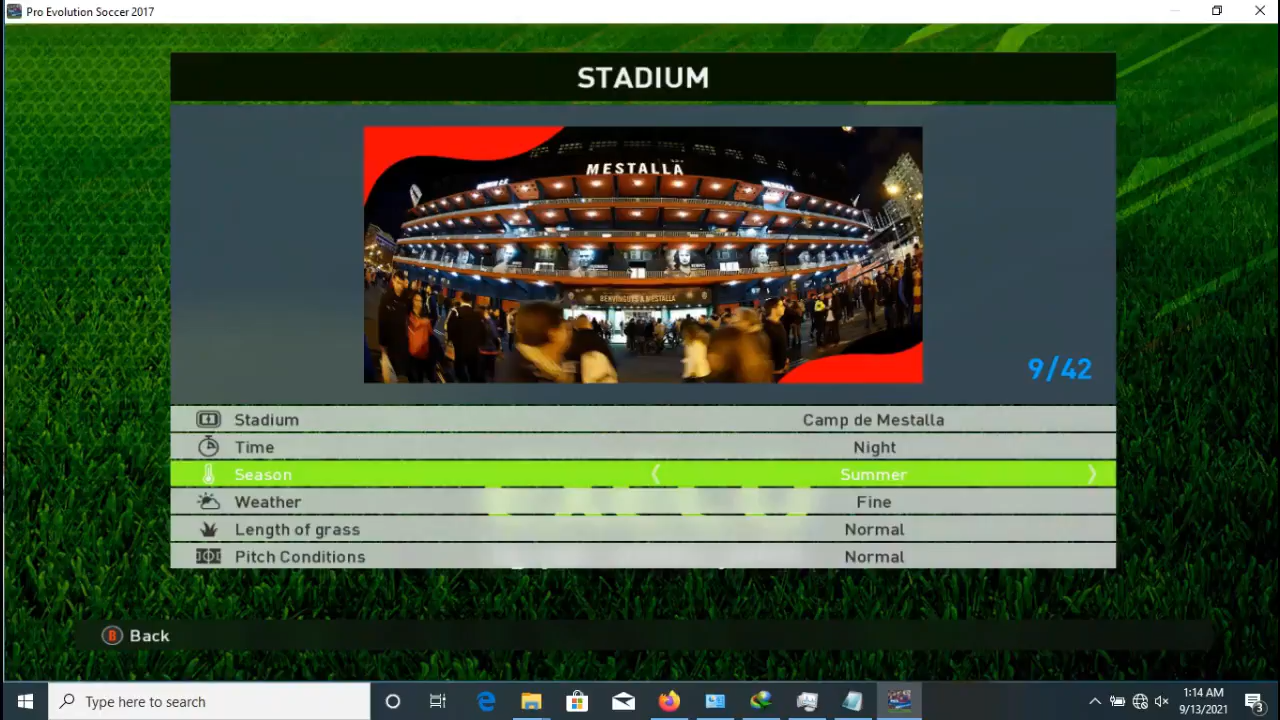 Pro Evolution Soccer 2017
STADIUM
MESTALLA
BENVINGUTS A MESTALLA
9/42
Stadium Camp de Mestalla
Time Night
Season Summer
Weather Fine
Length of grass Normal
Pitch Conditions Normal
B Back
Type here to search
1:14 AM
9/13/2021
3